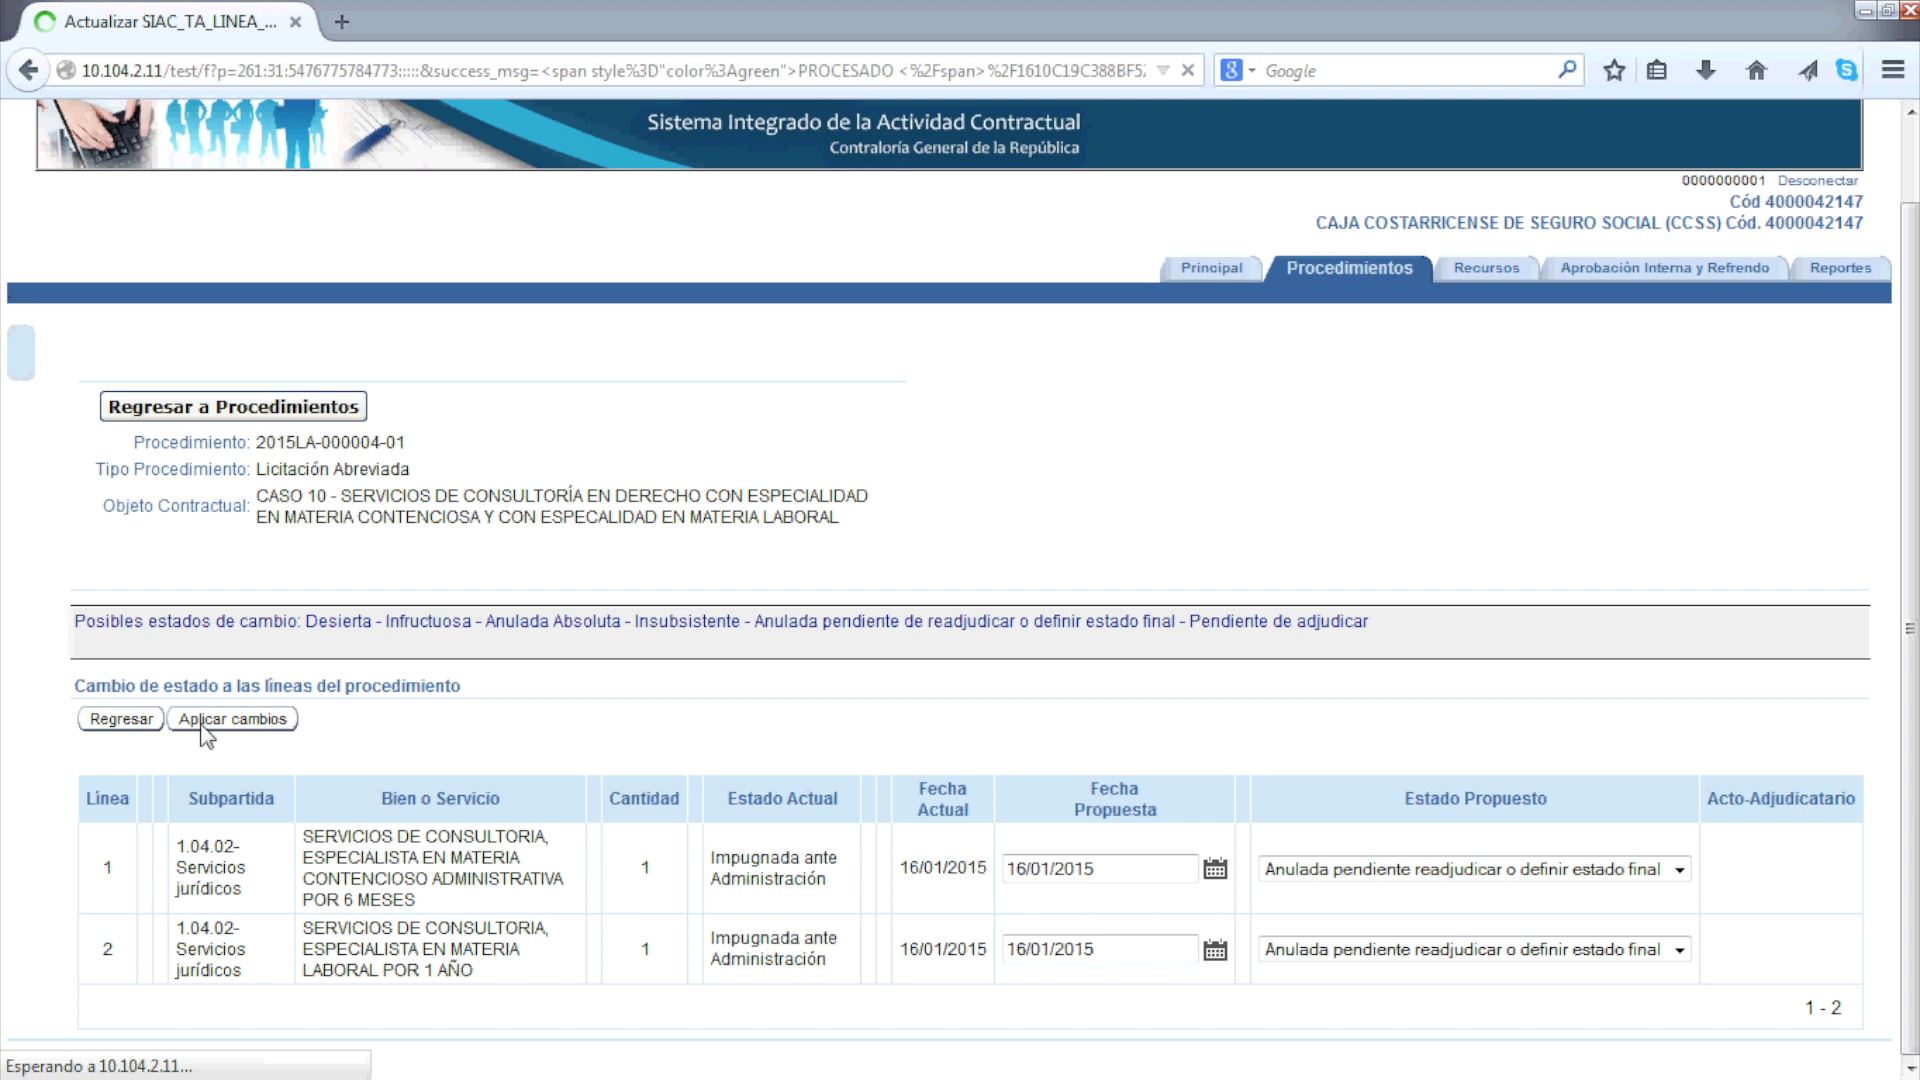 Actualizar SIAC_TA_LINEA_...
10.104.2.11/test/f?p=261:31:5476775784773:::::&success_msg=<span style%3D"color%3Agreen">PROCESADO <%2Fspan> %2F1610C19C388BF5
Google
Sistema Integrado de la Actividad Contractual
Contraloría General de la República
0000000001 Desconectar
Cód 4000042147
CAJA COSTARRICENSE DE SEGURO SOCIAL (CCSS) Cód. 4000042147
Principal Procedimientos Recursos Aprobación Interna y Refrendo Reportes
Regresar a Procedimientos
Procedimiento: 2015LA-000004-01
Tipo Procedimiento: Licitación Abreviada
Objeto Contractual: CASO 10 - SERVICIOS DE CONSULTORÍA EN DERECHO CON ESPECIALIDAD
EN MATERIA CONTENCIOSA Y CON ESPECALIDAD EN MATERIA LABORAL
Posibles estados de cambio: Desierta - Infructuosa - Anulada Absoluta - Insubsistente - Anulada pendiente de readjudicar o definir estado final - Pendiente de adjudicar
Cambio de estado a las líneas del procedimiento
Regresar Aplicar cambios
Línea Subpartida Bien o Servicio Cantidad Estado Actual Fecha Actual Fecha Propuesta Estado Propuesto Acto-Adjudicatario
1
1.04.02-
Servicios
jurídicos
SERVICIOS DE CONSULTORIA,
ESPECIALISTA EN MATERIA
CONTENCIOSO ADMINISTRATIVA
POR 6 MESES
1
Impugnada ante
Administración
16/01/2015
16/01/2015
Anulada pendiente readjudicar o definir estado final
2
1.04.02-
Servicios
jurídicos
SERVICIOS DE CONSULTORIA,
ESPECIALISTA EN MATERIA
LABORAL POR 1 AÑO
1
Impugnada ante
Administración
16/01/2015
16/01/2015
Anulada pendiente readjudicar o definir estado final
1 - 2
Esperando a 10.104.2.11...